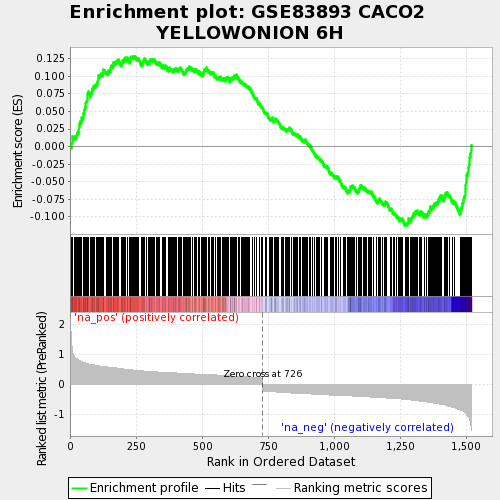 Enrichment plot: GSE83893 CACO2
YELLOWONION 6H
Enrichment score (ES)
0.125
0.100
0.075
0.050
0.025
0.000
-0.025
-0.050
-0.075
-0.100
'na_pos' (positively correlated)
Ranked list metric (PreRanked)
2
1
0
-1
Zero cross at 726
'na_neg' (negatively correlated)
0
250
500
750
1,000
1,250
1,500
Rank in Ordered Dataset
Enrichment profile
Hits
Ranking metric scores